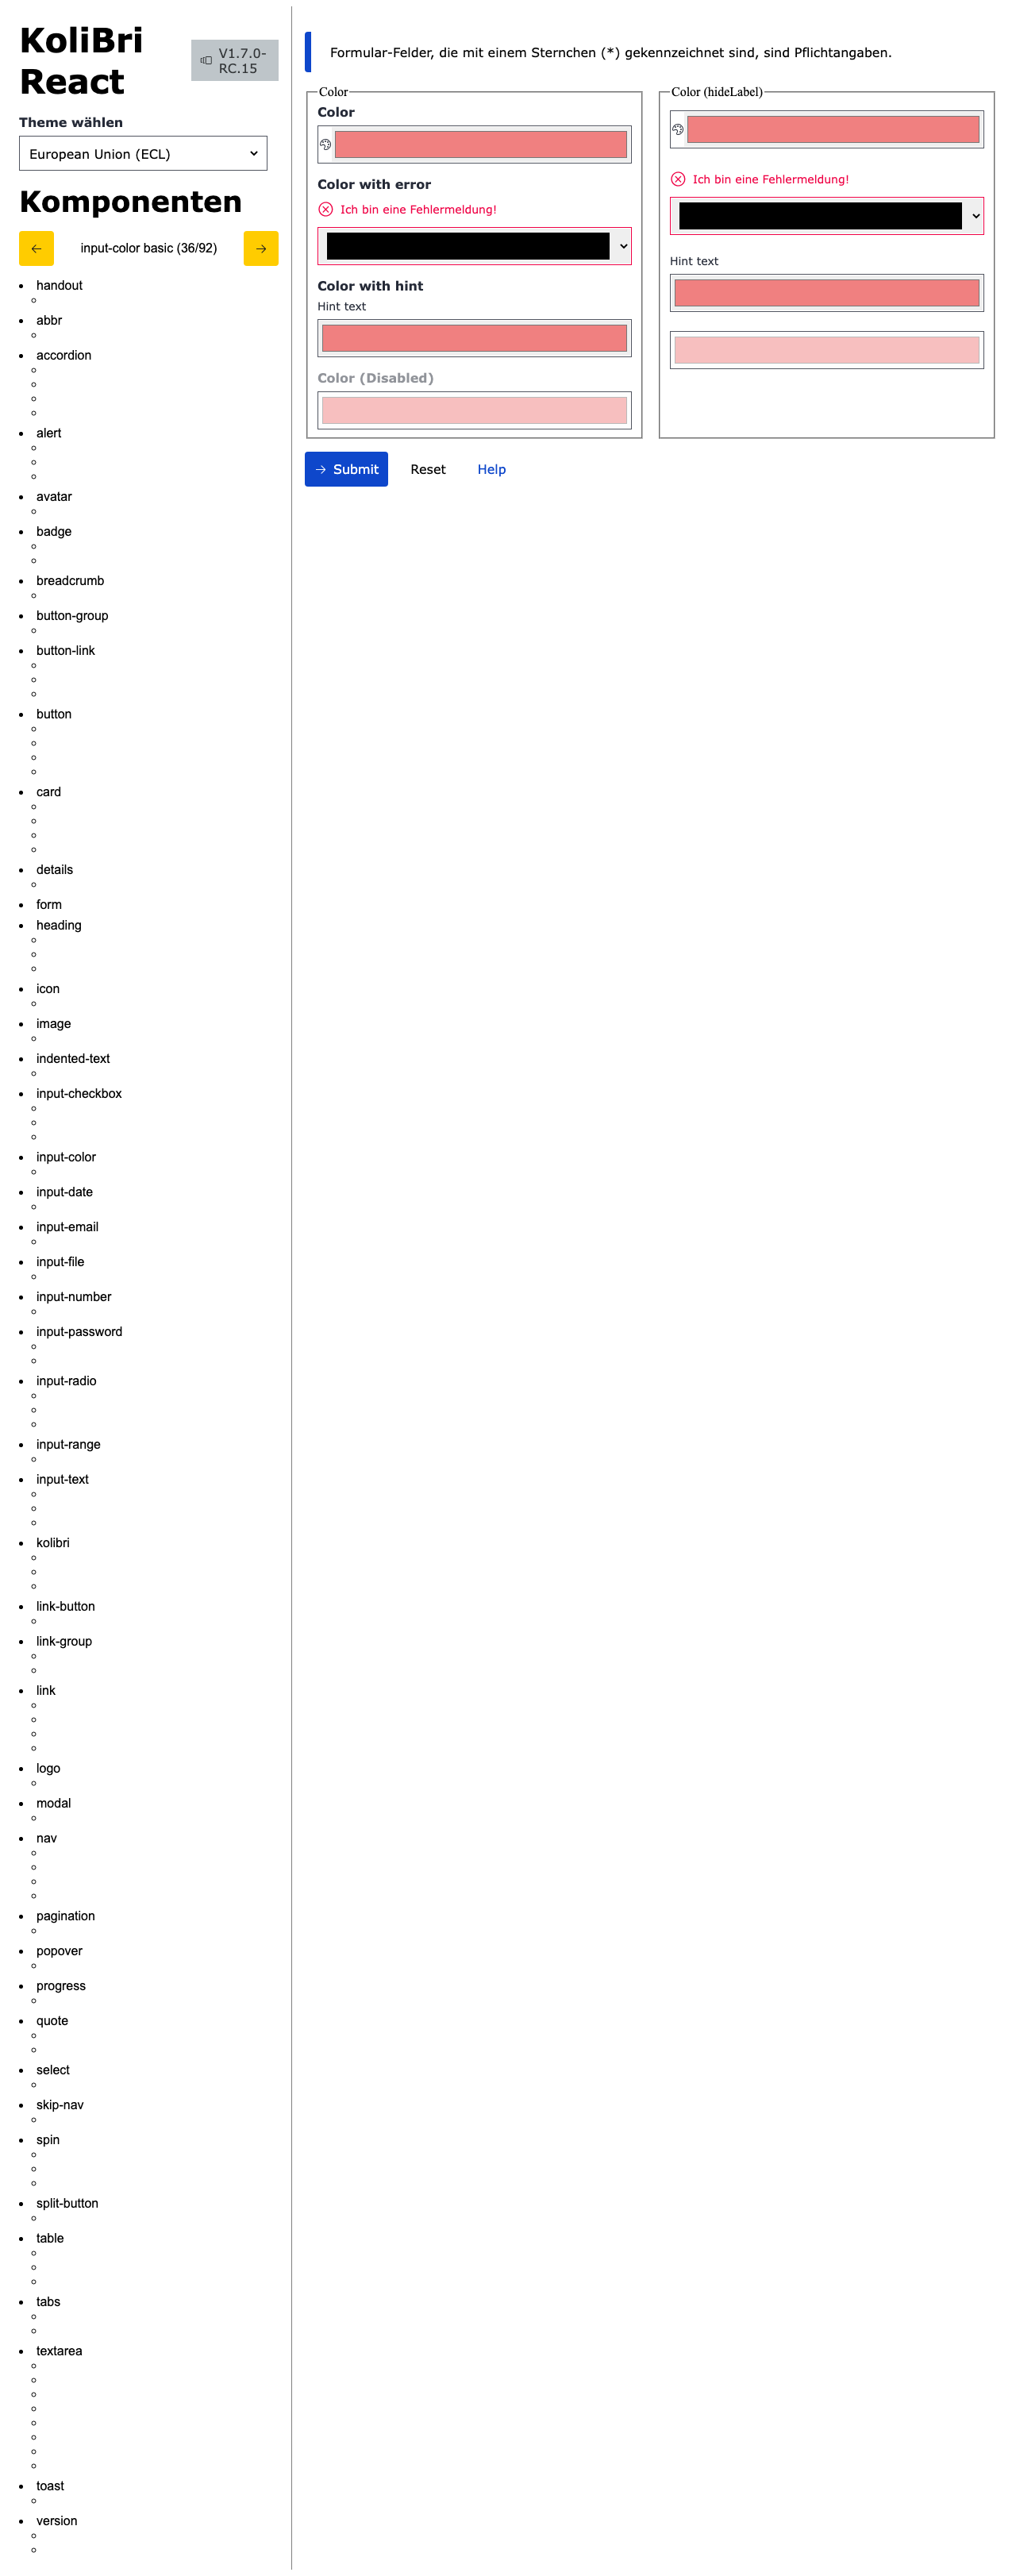 KoliBri
React
V1.7.0-
RC.15
Theme wählen
European Union (ECL)
Komponenten
input-color basic (36/92)
handout
abbr
accordion
alert
avatar
badge
breadcrumb
button-group
button-link
button
card
details
form
heading
icon
image
indented-text
input-checkbox
input-color
input-date
input-email
input-file
input-number
input-password
input-radio
input-range
input-text
kolibri
link-button
link-group
link
logo
modal
nav
pagination
popover
progress
quote
select
skip-nav
spin
split-button
table
tabs
textarea
toast
version
Formular-Felder, die mit einem Sternchen (*) gekennzeichnet sind, sind Pflichtangaben.
Color
Color
Color with error
Ich bin eine Fehlermeldung!
Color with hint
Hint text
Color (Disabled)
Color (hideLabel)
Ich bin eine Fehlermeldung!
Hint text
Submit
Reset
Help